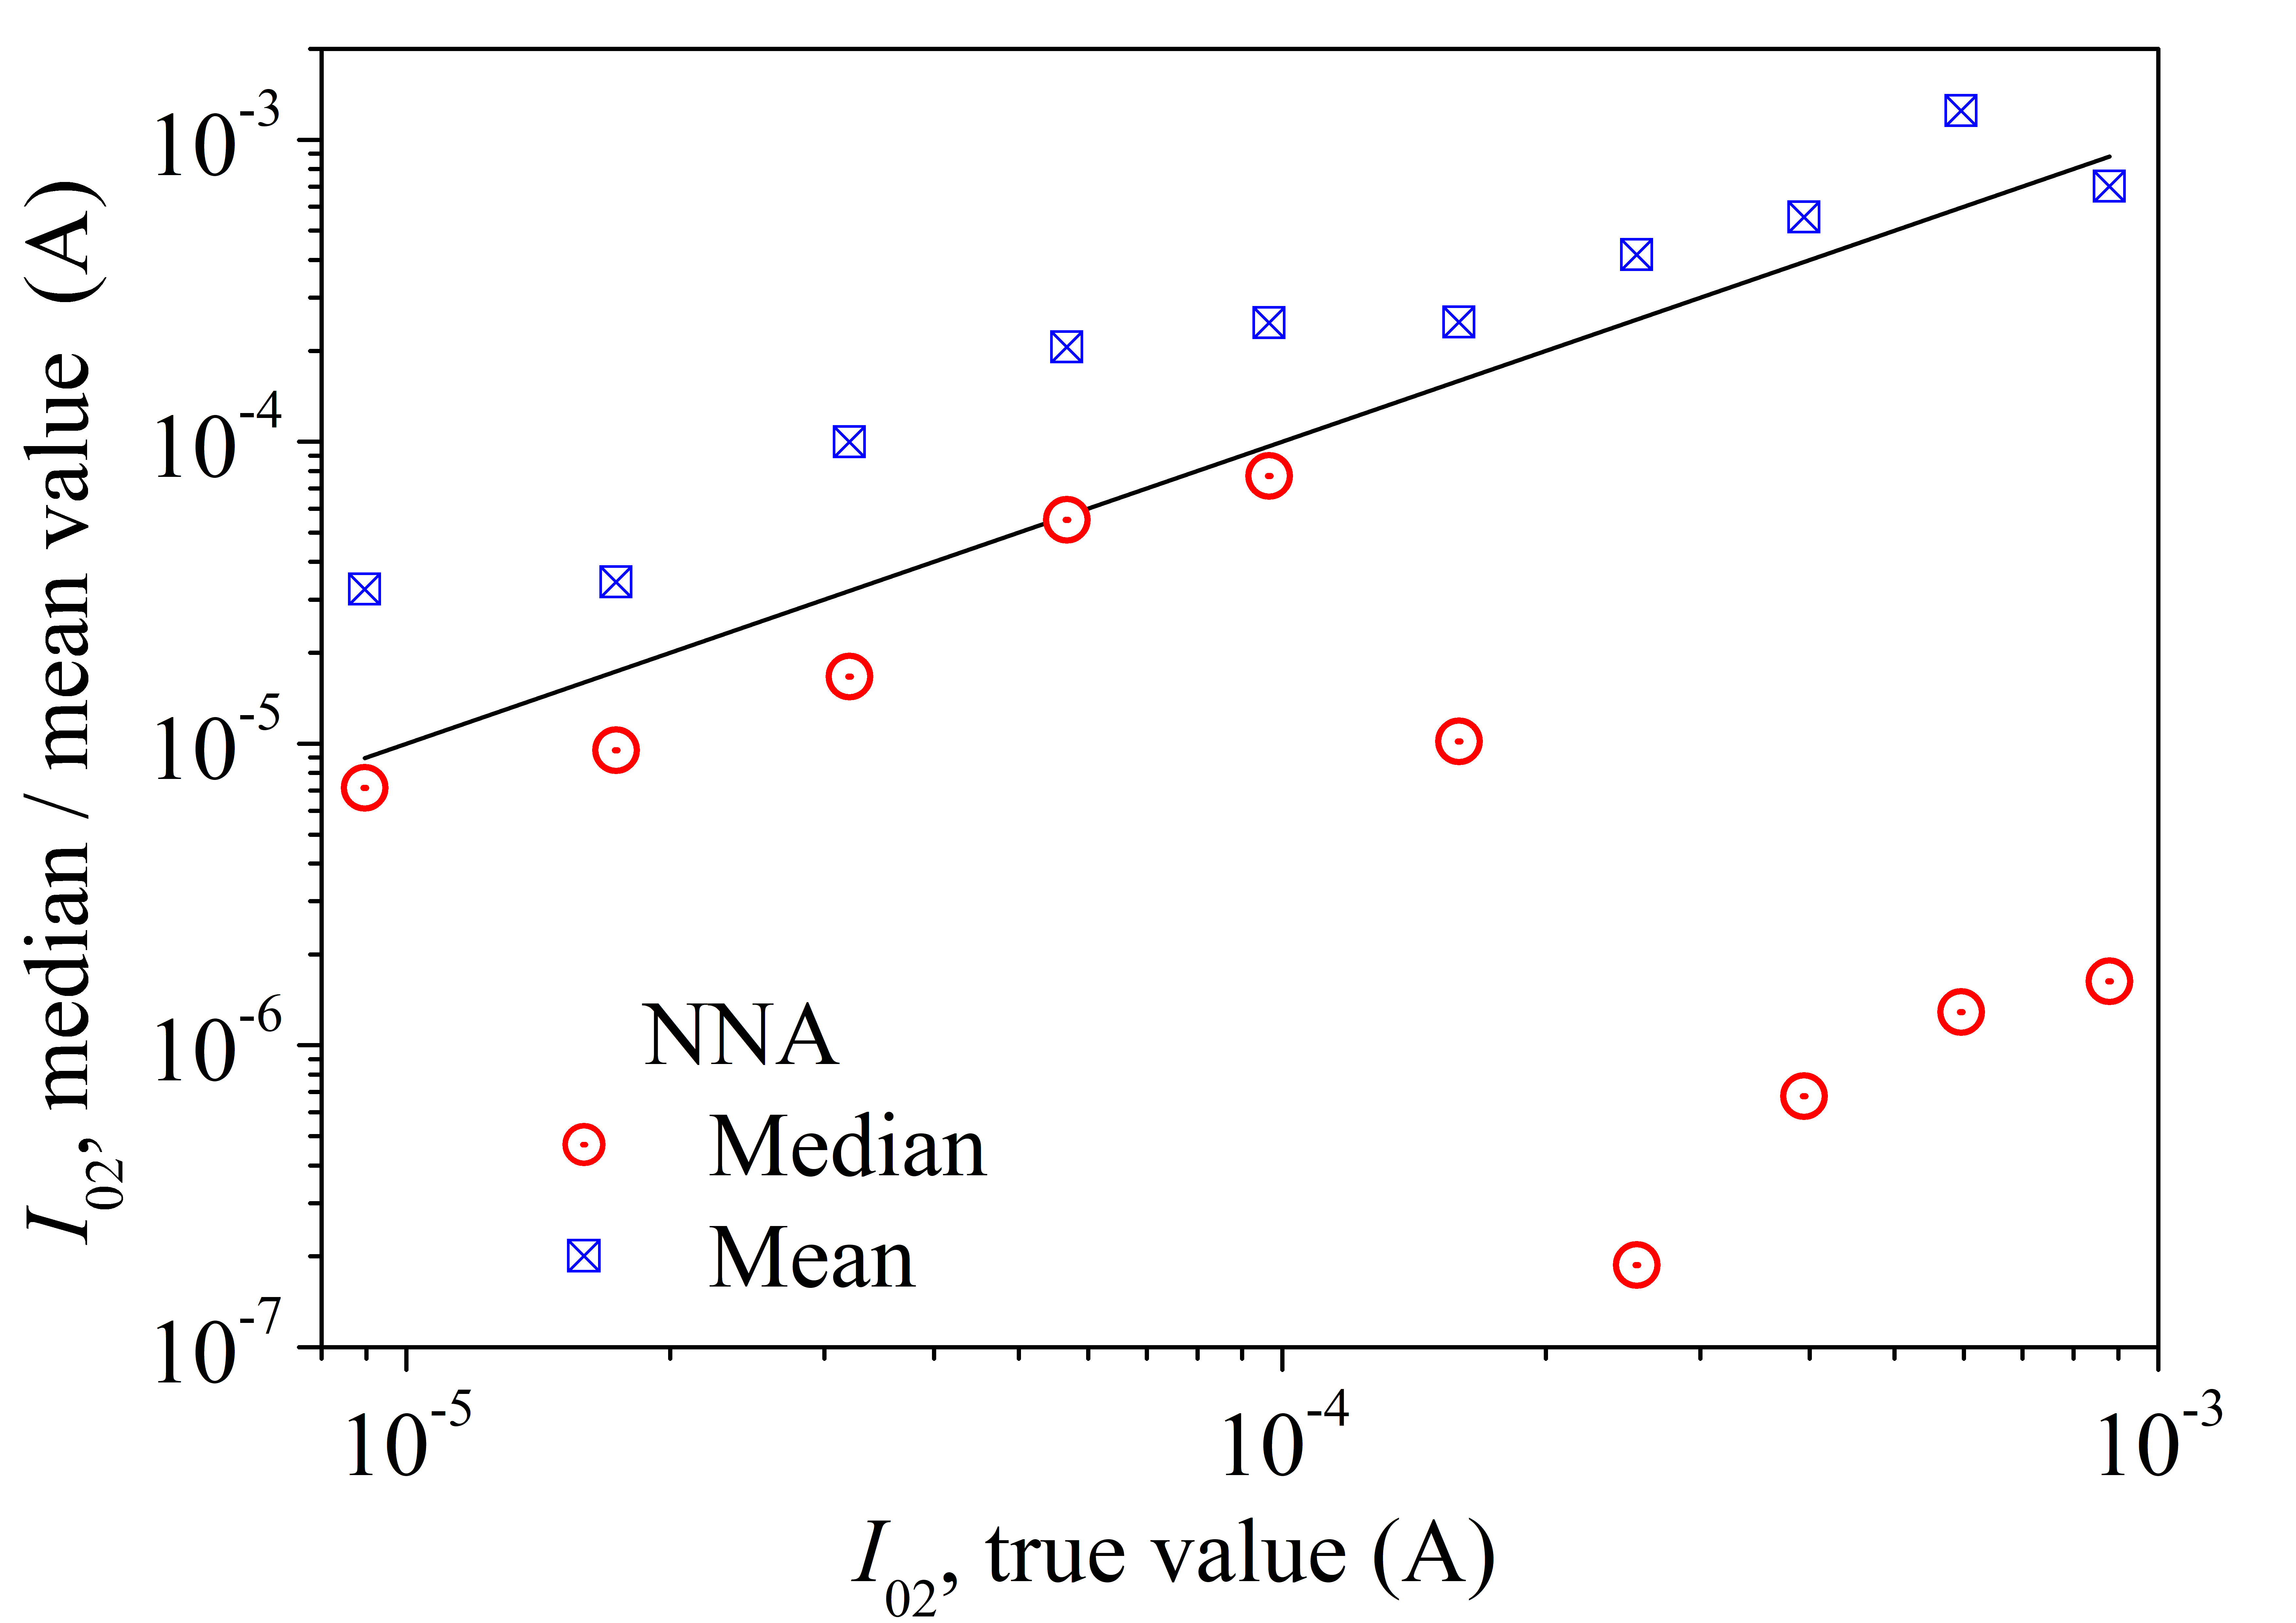 I02, median / mean value (A)
10-3
10-4
10-5
10-6
10-7
NNA
Median
Mean
10-5
10-4
10-3
I02, true value (A)